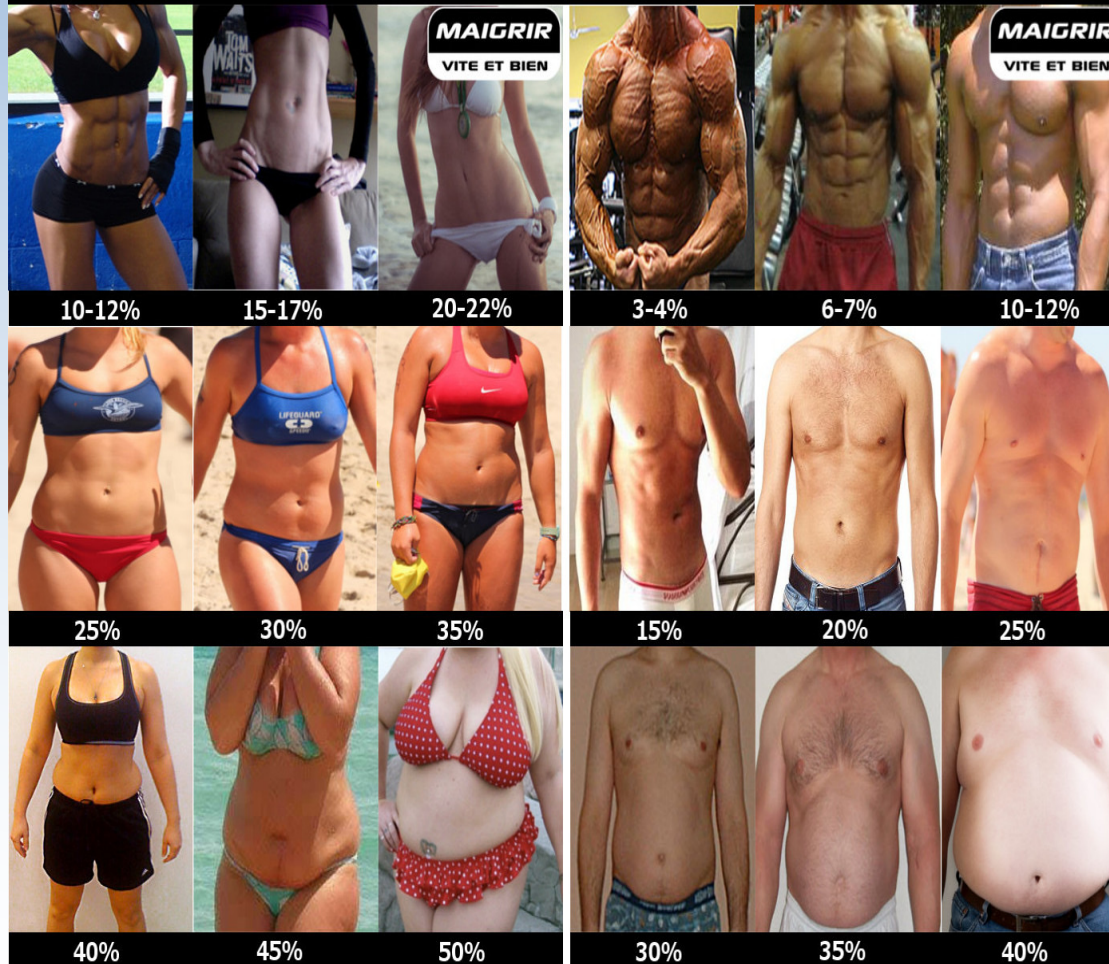 TOM
WAITS
MAIGRIR
VITE ET BIEN
MAIGRIR
VITE ET BIEN
10-12%
15-17%
20-22%
3-4%
6-7%
10-12%
LIFEGUARD
25%
30%
35%
15%
20%
25%
40%
45%
50%
30%
35%
40%